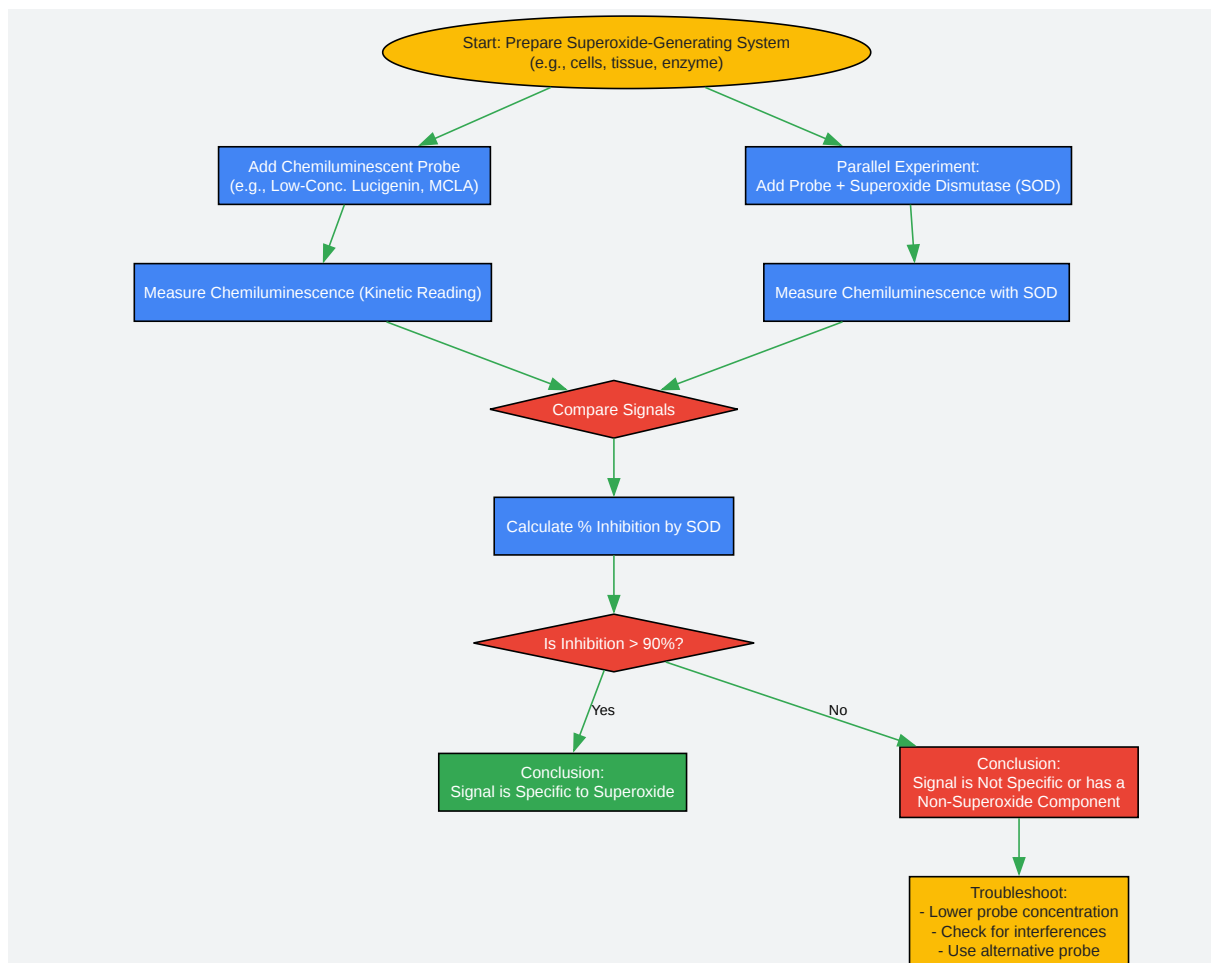 Start: Prepare Superoxide-Generating System
(e.g., cells, tissue, enzyme)
Add Chemiluminescent Probe
(e.g., Low-Conc. Lucigenin, MCLA)
Parallel Experiment:
Add Probe + Superoxide Dismutase (SOD)
Measure Chemiluminescence (Kinetic Reading)
Measure Chemiluminescence with SOD
Compare Signals
Calculate % Inhibition by SOD
Is Inhibition > 90%?
Yes
No
Conclusion:
Signal is Specific to Superoxide
Conclusion:
Signal is Not Specific or has a
Non-Superoxide Component
Troubleshoot:
- Lower probe concentration
- Check for interferences
- Use alternative probe